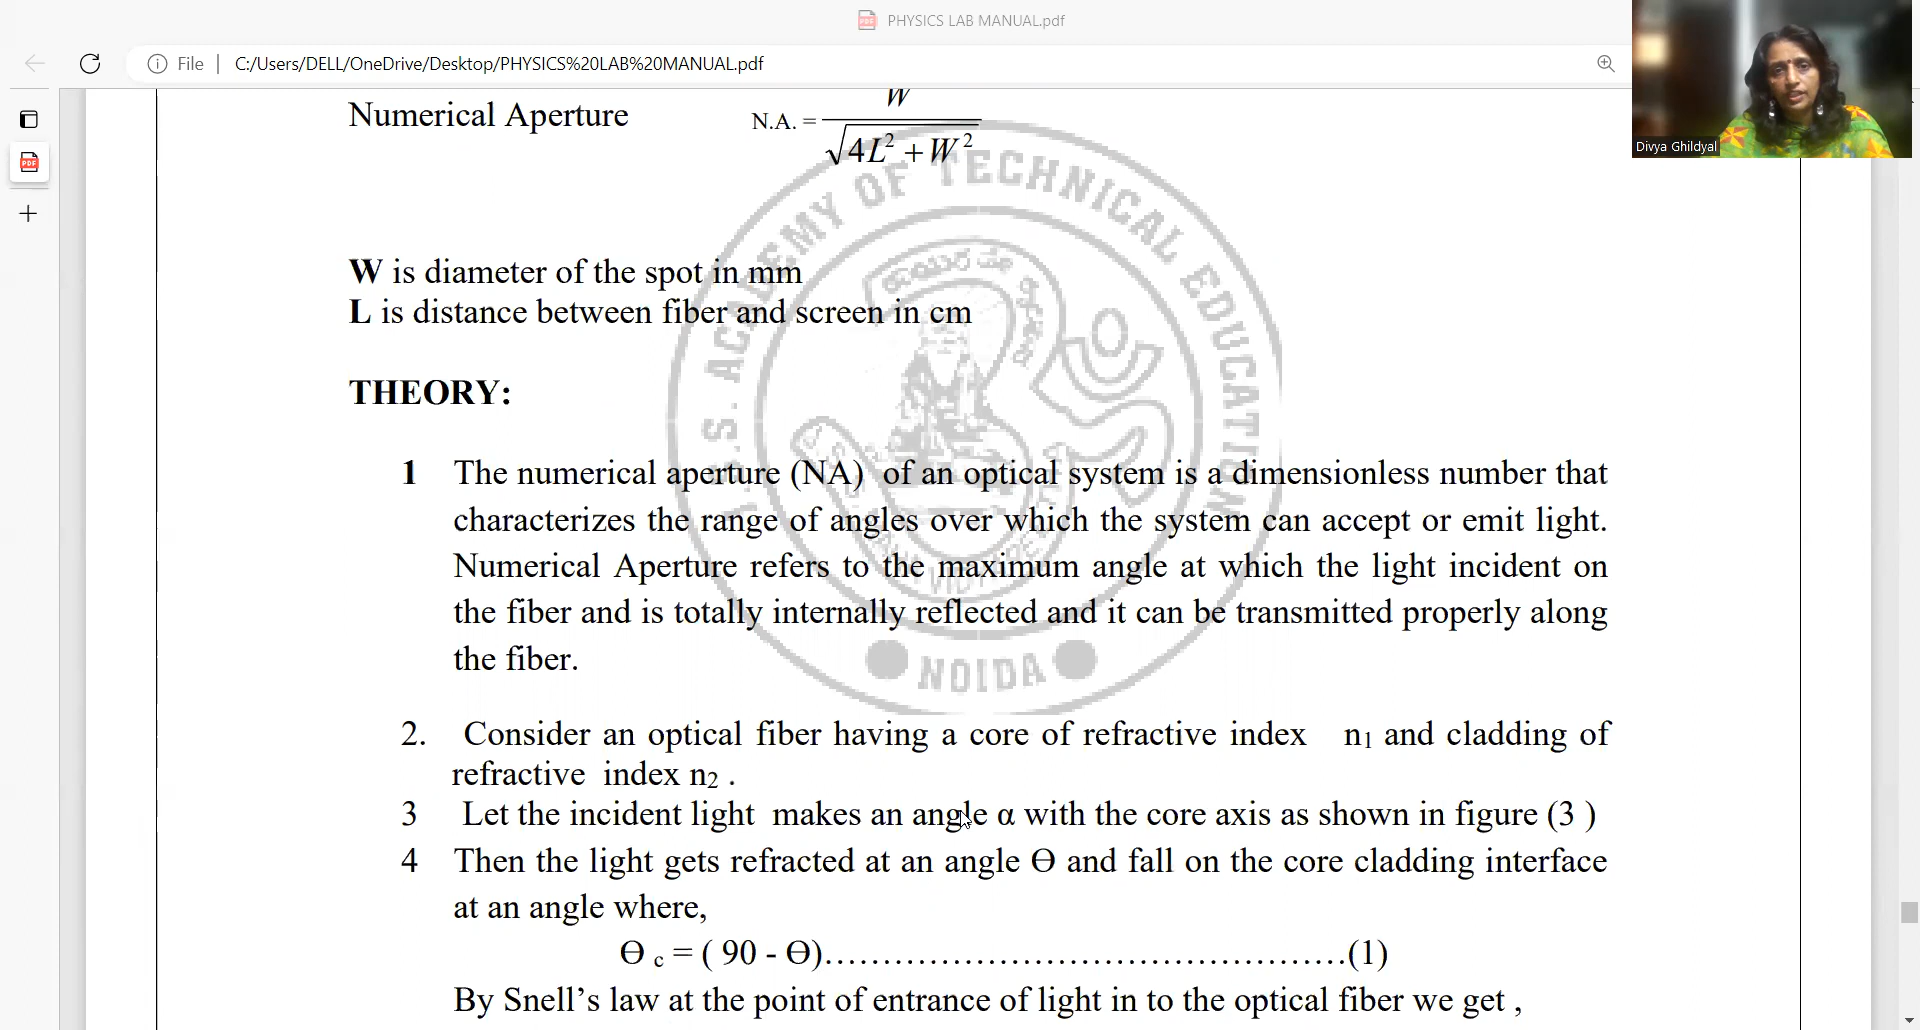 PHYSICS LAB MANUAL.pdf
File | C:/Users/DELL/OneDrive/Desktop/PHYSICS%20LAB%20MANUAL.pdf
Divya Ghildyal
PDF
Numerical Aperture N.A. = W / √4L² + W²
W is diameter of the spot in mm
L is distance between fiber and screen in cm
THEORY:
1 The numerical aperture (NA) of an optical system is a dimensionless number that
characterizes the range of angles over which the system can accept or emit light.
Numerical Aperture refers to the maximum angle at which the light incident on
the fiber and is totally internally reflected and it can be transmitted properly along
the fiber.
2. Consider an optical fiber having a core of refractive index n₁ and cladding of
refractive index n₂ .
3 Let the incident light makes an angle α with the core axis as shown in figure (3 )
4 Then the light gets refracted at an angle ϴ and fall on the core cladding interface
at an angle where,
ϴ c = ( 90 - ϴ)............................................(1)
By Snell’s law at the point of entrance of light in to the optical fiber we get ,
J.S.S. ACADEMY OF TECHNICAL EDUCATION
NOIDA